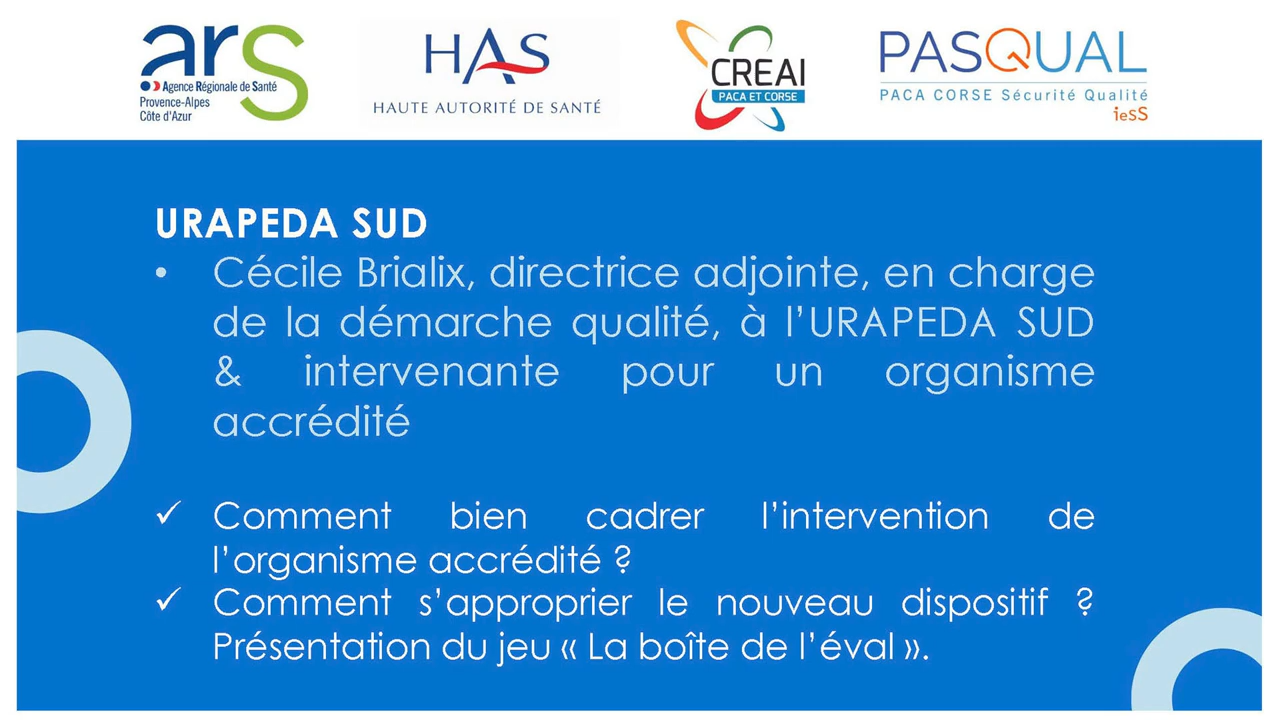 ars
Agence Régionale de Santé
Provence-Alpes
Côte d'Azur
HAS
HAUTE AUTORITÉ DE SANTÉ
CREAI
PACA ET CORSE
PASQUAL
PACA CORSE Sécurité Qualité
ieSS
URAPEDA SUD
• Cécile Brialix, directrice adjointe, en charge
de la démarche qualité, à l’URAPEDA SUD
& intervenante pour un organisme
accrédité
✓ Comment bien cadrer l’intervention de
l’organisme accrédité ?
✓ Comment s’approprier le nouveau dispositif ?
Présentation du jeu « La boîte de l’éval ».